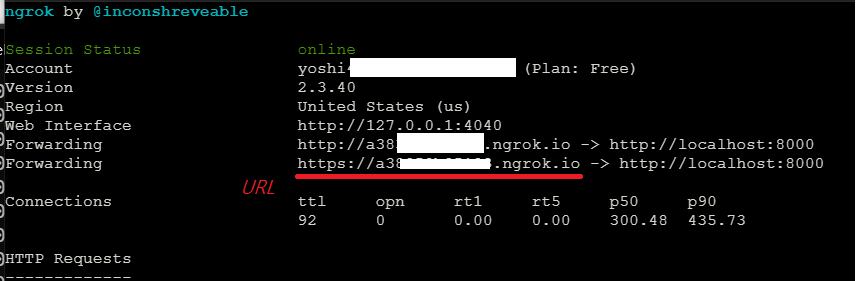 ngrok by @inconshreveable
Session Status online
Account yoshi (Plan: Free)
Version 2.3.40
Region United States (us)
Web Interface http://127.0.0.1:4040
Forwarding http://a38 .ngrok.io -> http://localhost:8000
Forwarding https://a38 .ngrok.io -> http://localhost:8000
URL
Connections ttl opn rt1 rt5 p50 p90
92 0 0.00 0.00 300.48 435.73
HTTP Requests
-------------